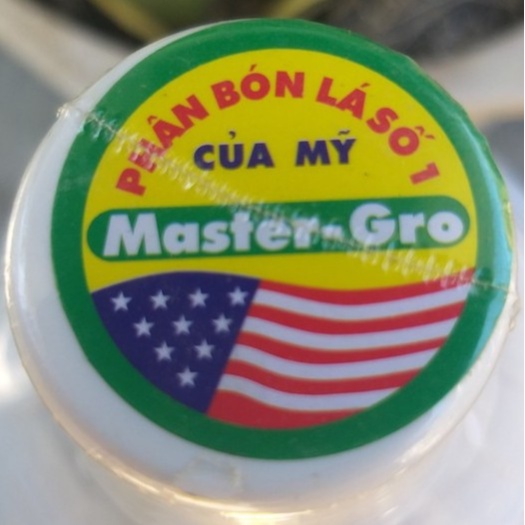 PHÂN BÓN LÁ SỐ 1
CỦA MỸ
Master-Gro